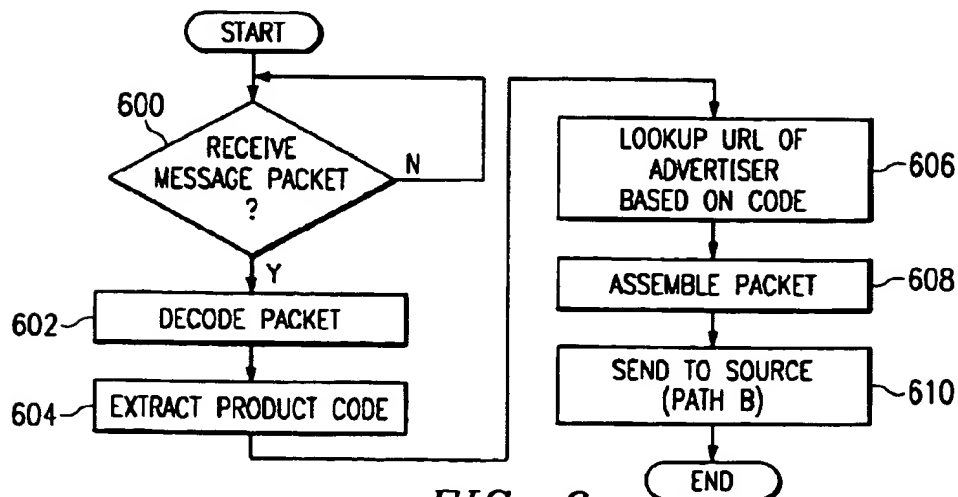 START
600
RECEIVE
MESSAGE PACKET
?
N
Y
602
DECODE PACKET
604
EXTRACT PRODUCT CODE
LOOKUP URL OF
ADVERTISER
BASED ON CODE
606
ASSEMBLE PACKET
608
SEND TO SOURCE
(PATH B)
610
END